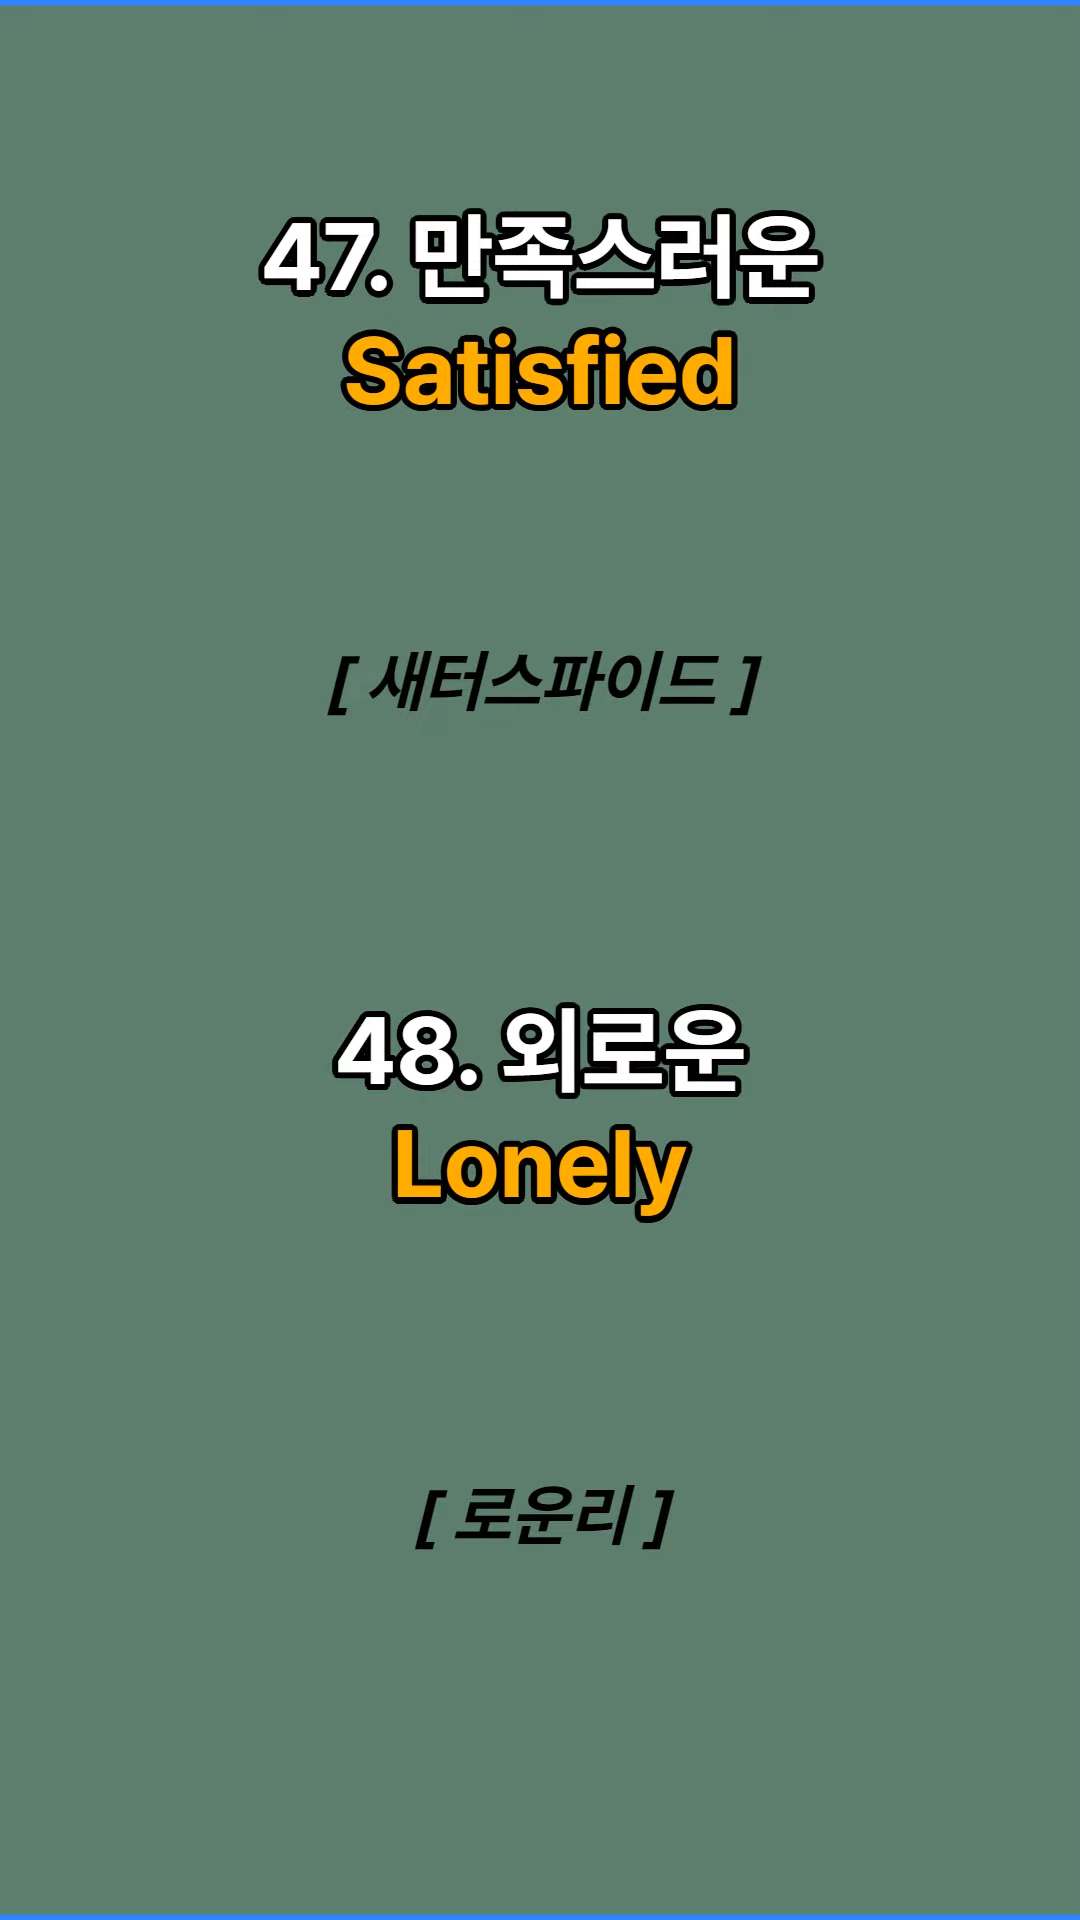 47. 만족스러운
Satisfied
[ 새터스파이드 ]
48. 외로운
Lonely
[ 로운리 ]